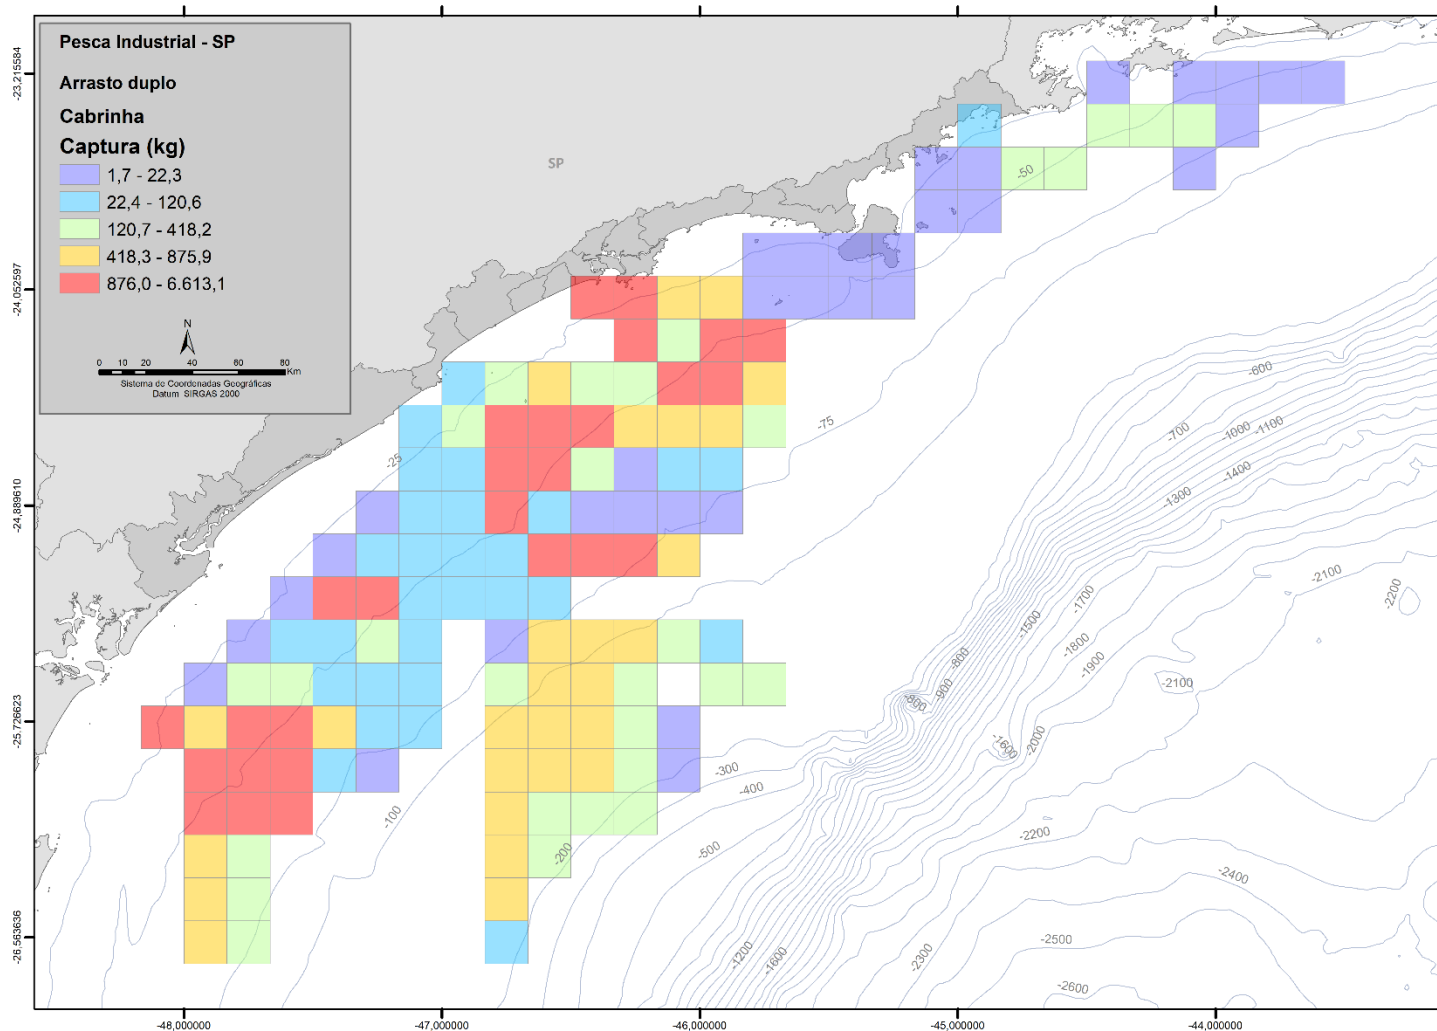 Pesca Industrial - SP
Arrasto duplo
Cabrinha
Captura (kg)
1,7 - 22,3
22,4 - 120,6
120,7 - 418,2
418,3 - 875,9
876,0 - 6.613,1
N
0 10 20 40 60 80
Km
Sistema de Coordenadas Geográficas
Datum SIRGAS 2000
SP
-23,215584
-24,052597
-24,889610
-25,726623
-26,563636
-48,000000
-47,000000
-46,000000
-45,000000
-44,000000
-50
-25
-75
-100
-200
-300
-400
-500
-600
-700
-1000
-1100
-1400
-1300
-2100
-2200
-1700
-1500
-1800
-1900
-800
-900
-800
-2100
-2000
-1600
-2200
-2400
-2500
-2300
-2600
-1200
-1600